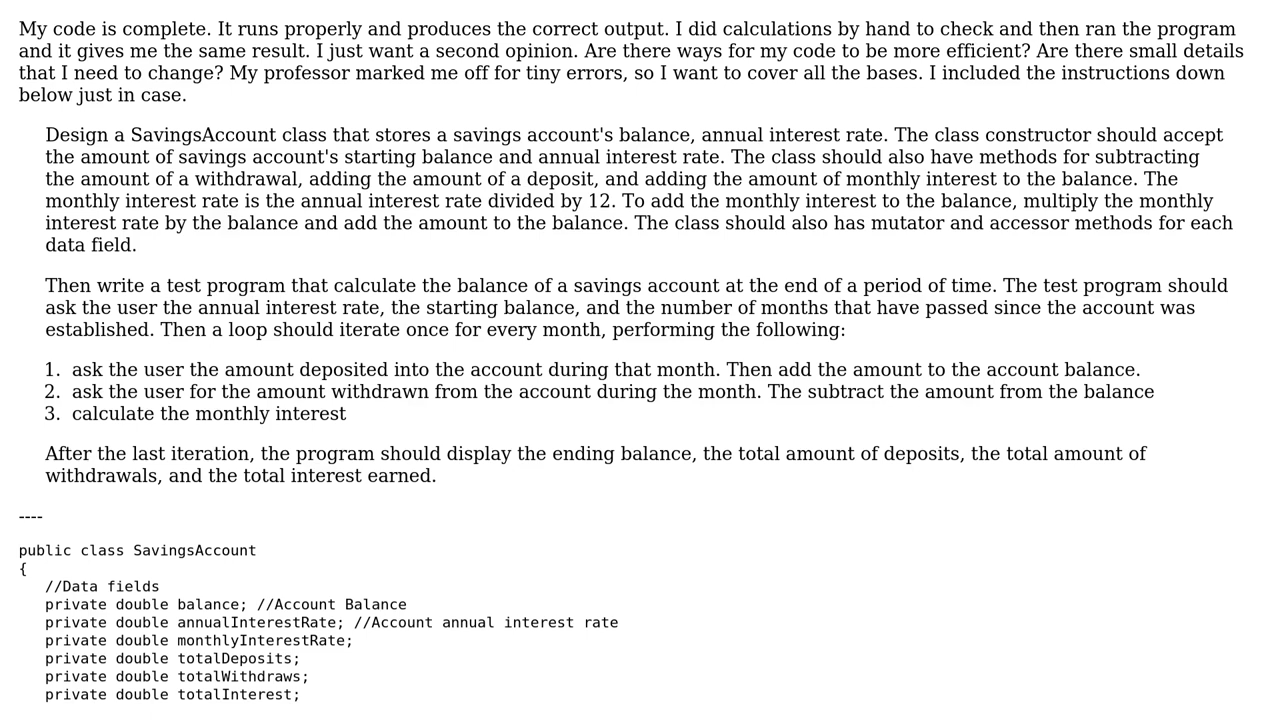 My code is complete. It runs properly and produces the correct output. I did calculations by hand to check and then ran the program
and it gives me the same result. I just want a second opinion. Are there ways for my code to be more efficient? Are there small details
that I need to change? My professor marked me off for tiny errors, so I want to cover all the bases. I included the instructions down
below just in case.
Design a SavingsAccount class that stores a savings account's balance, annual interest rate. The class constructor should accept
the amount of savings account's starting balance and annual interest rate. The class should also have methods for subtracting
the amount of a withdrawal, adding the amount of a deposit, and adding the amount of monthly interest to the balance. The
monthly interest rate is the annual interest rate divided by 12. To add the monthly interest to the balance, multiply the monthly
interest rate by the balance and add the amount to the balance. The class should also has mutator and accessor methods for each
data field.
Then write a test program that calculate the balance of a savings account at the end of a period of time. The test program should
ask the user the annual interest rate, the starting balance, and the number of months that have passed since the account was
established. Then a loop should iterate once for every month, performing the following:
1. ask the user the amount deposited into the account during that month. Then add the amount to the account balance.
2. ask the user for the amount withdrawn from the account during the month. The subtract the amount from the balance
3. calculate the monthly interest
After the last iteration, the program should display the ending balance, the total amount of deposits, the total amount of
withdrawals, and the total interest earned.
----
public class SavingsAccount
{
   //Data fields
   private double balance; //Account Balance
   private double annualInterestRate; //Account annual interest rate
   private double monthlyInterestRate;
   private double totalDeposits;
   private double totalWithdraws;
   private double totalInterest;